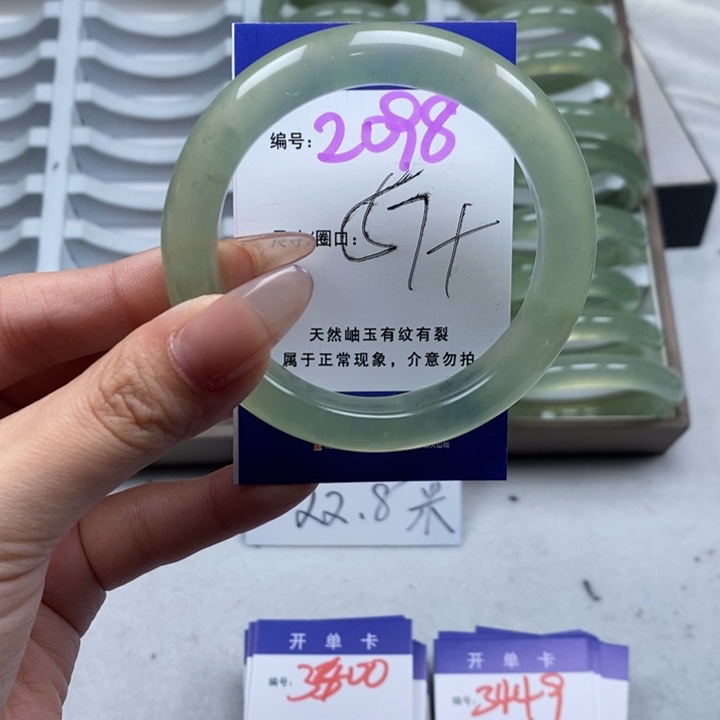 编号: 2098
尺寸/圈口: 57+
天然岫玉有纹有裂
属于正常现象，介意勿拍
22.8米
开单卡
开单卡
编号:
编号: 3449